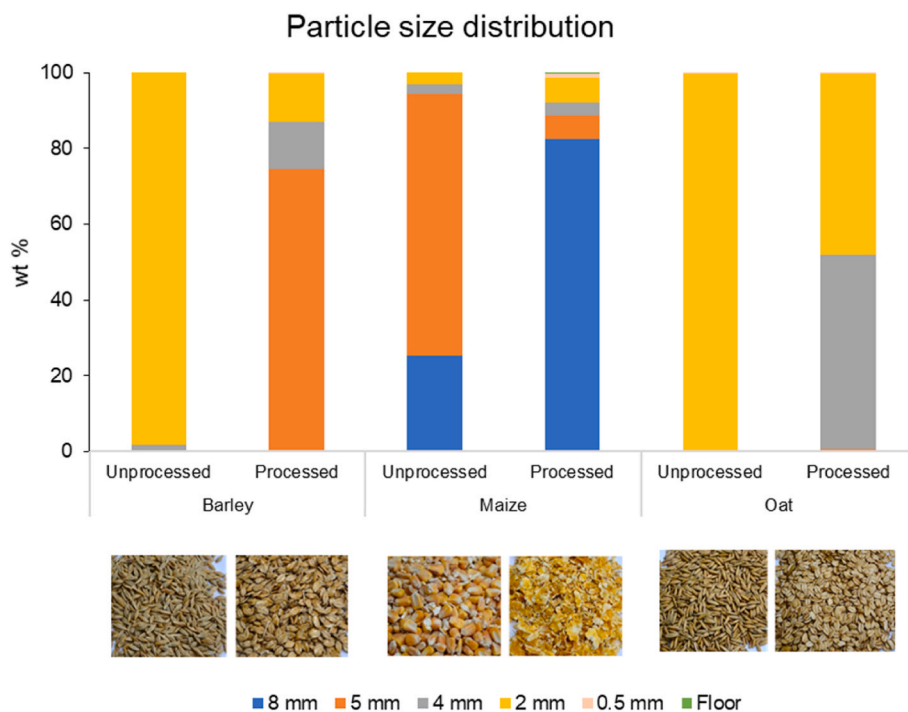 Particle size distribution
100
80
60
40
20
0
wt %
Unprocessed Processed Unprocessed Processed Unprocessed Processed
Barley Maize Oat
8 mm 5 mm 4 mm 2 mm 0.5 mm Floor